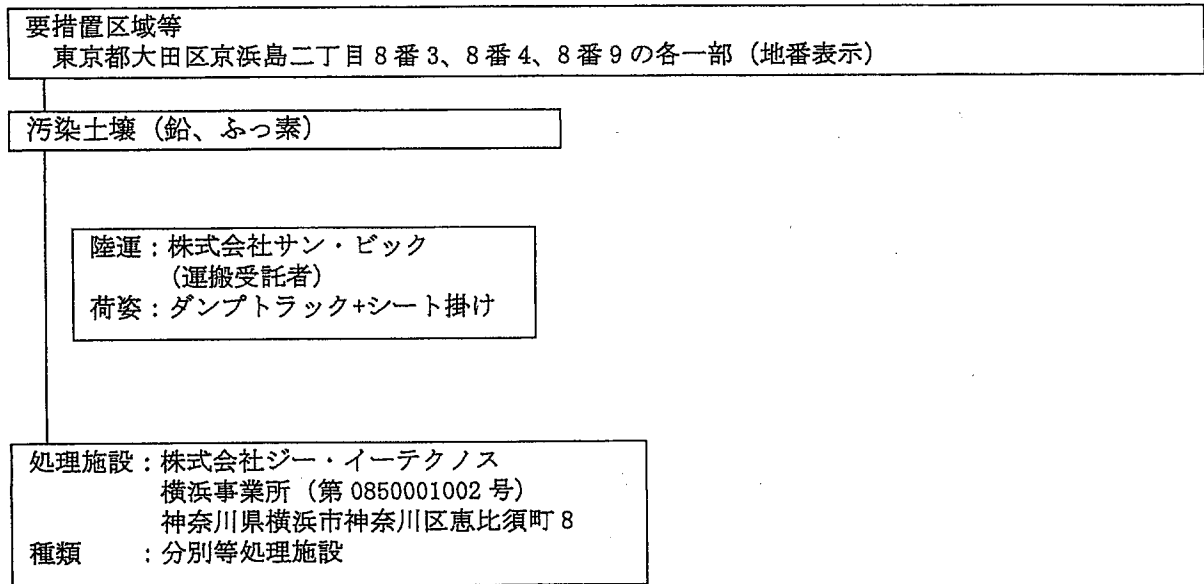 要措置区域等
東京都大田区京浜島二丁目8番3、8番4、8番9の各一部（地番表示）
汚染土壌（鉛、ふっ素）
陸運：株式会社サン・ビック
（運搬受託者）
荷姿：ダンプトラック+シート掛け
処理施設：株式会社ジー・イーテクノス
横浜事業所（第0850001002号）
神奈川県横浜市神奈川区恵比須町8
種類　　：分別等処理施設